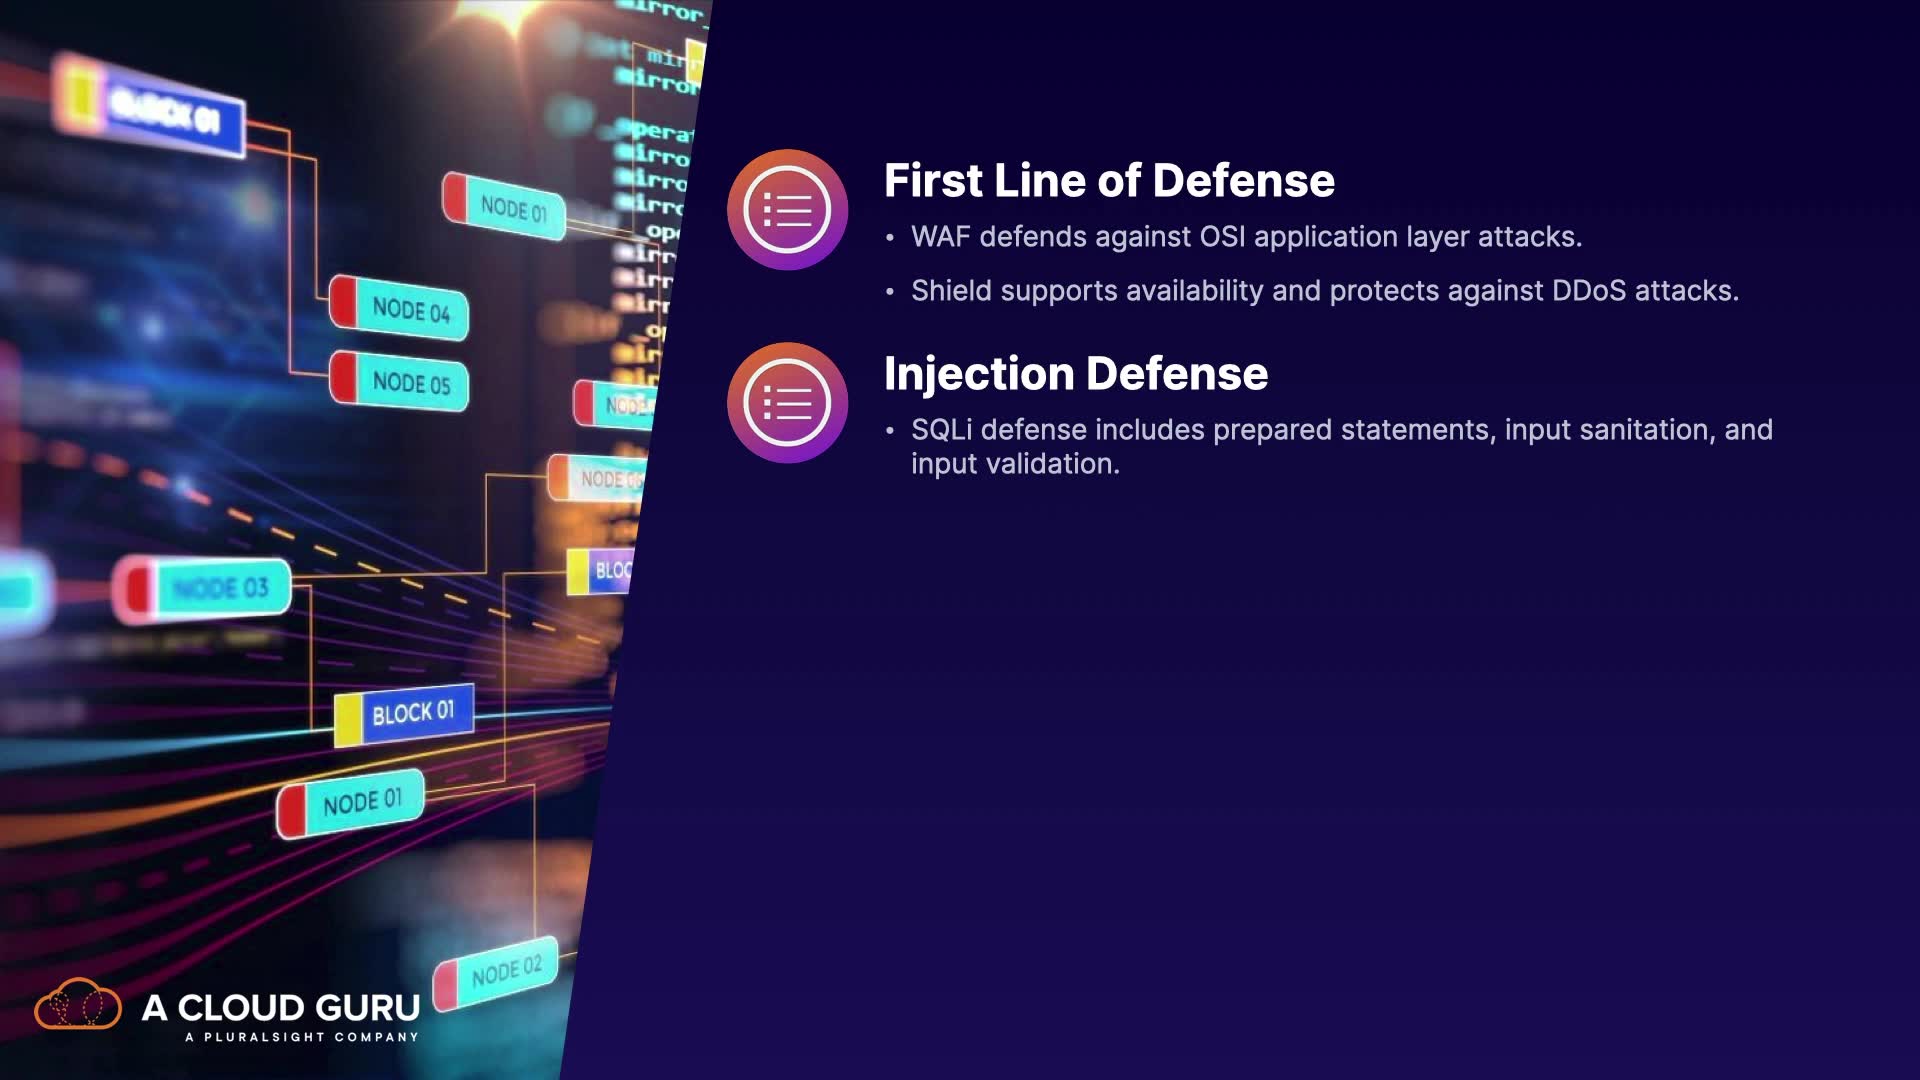 First Line of Defense
• WAF defends against OSI application layer attacks.
• Shield supports availability and protects against DDoS attacks.
Injection Defense
• SQLi defense includes prepared statements, input sanitation, and
input validation.
BLOCK 01
NODE 01
NODE 04
NODE 05
NODE 03
BLOCK 01
NODE 01
NODE 02
A CLOUD GURU
A PLURALSIGHT COMPANY